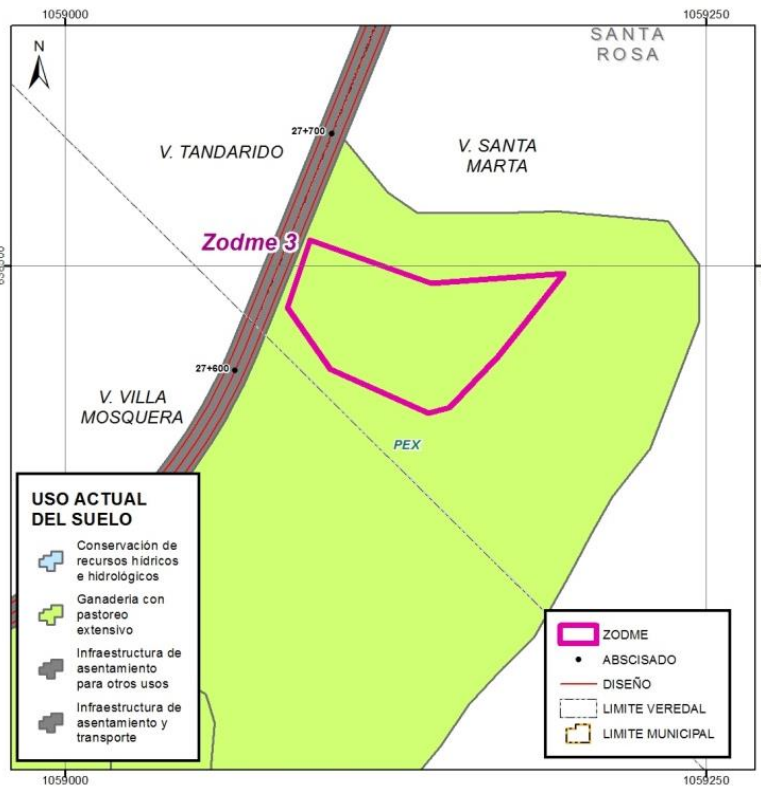 1059000
1059250
SANTA
ROSA
N
27+700
V. TANDARIDO
V. SANTA
MARTA
Zodme 3
27+600
V. VILLA
MOSQUERA
PEX
USO ACTUAL
DEL SUELO
Conservación de
recursos hídricos
e hidrológicos
Ganadería con
pastoreo
extensivo
Infraestructura de
asentamiento
para otros usos
Infraestructura de
asentamiento y
transporte
ZODME
ABSCISADO
DISEÑO
LIMITE VEREDAL
LIMITE MUNICIPAL
1059000
1059250